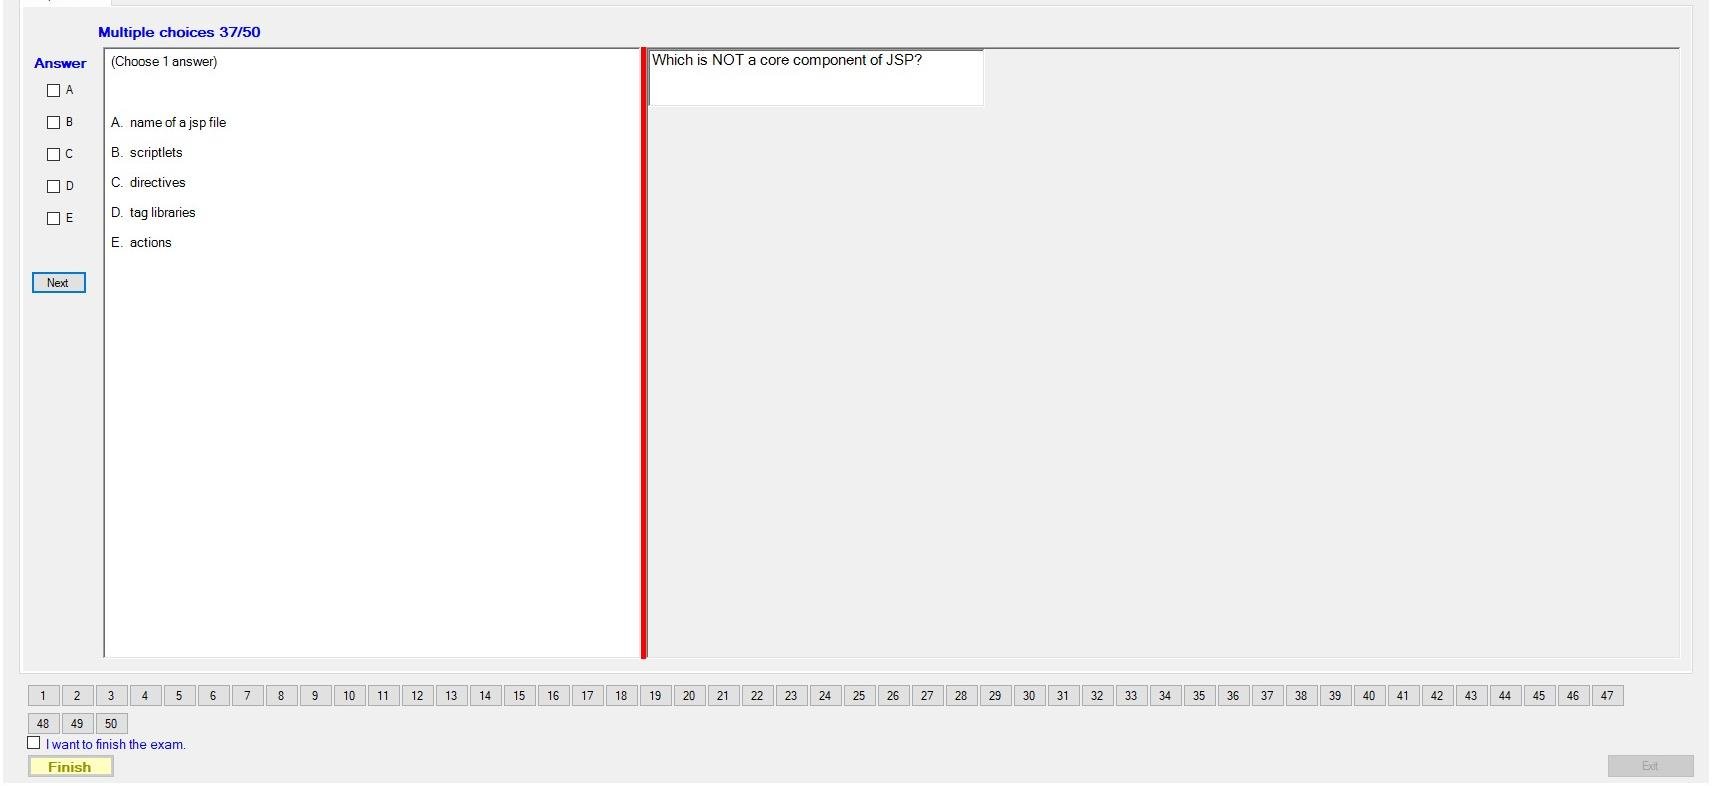 Multiple choices 37/50
Answer
A
B
C
D
E
Next
(Choose 1 answer)
A. name of a jsp file
B. scriptlets
C. directives
D. tag libraries
E. actions
Which is NOT a core component of JSP?
1 2 3 4 5 6 7 8 9 10 11 12 13 14 15 16 17 18 19 20 21 22 23 24 25 26 27 28 29 30 31 32 33 34 35 36 37 38 39 40 41 42 43 44 45 46 47
48 49 50
I want to finish the exam.
Finish
Exit